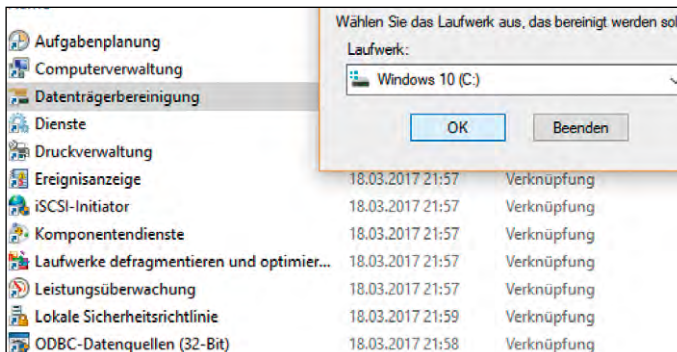 Wählen Sie das Laufwerk aus, das bereinigt werden
Laufwerk:
Windows 10 (C:)
OK Beenden
Aufgabenplanung
Computerverwaltung
Datenträgerbereinigung
Dienste
Druckverwaltung
Ereignisanzeige 18.03.2017 21:57 Verknüpfung
iSCSI-Initiator 18.03.2017 21:57 Verknüpfung
Komponentendienste 18.03.2017 21:57 Verknüpfung
Laufwerke defragmentieren und optimier... 18.03.2017 21:57 Verknüpfung
Leistungsüberwachung 18.03.2017 21:57 Verknüpfung
Lokale Sicherheitsrichtlinie 18.03.2017 21:59 Verknüpfung
ODBC-Datenquellen (32-Bit) 18.03.2017 21:58 Verknüpfung